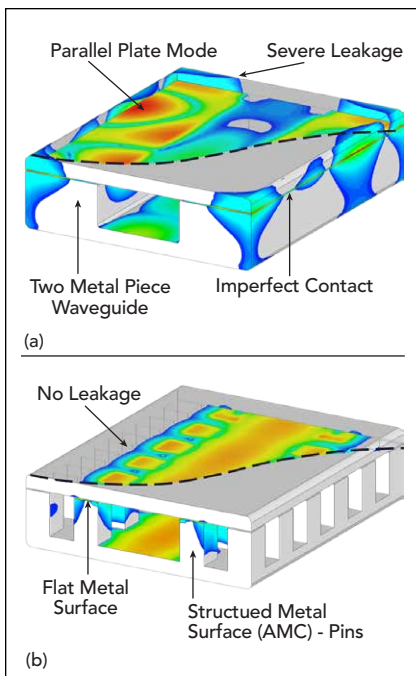 Parallel Plate Mode
Severe Leakage
Two Metal Piece
Waveguide
Imperfect Contact
(a)
No Leakage
Flat Metal
Surface
Structued Metal
Surface (AMC) - Pins
(b)